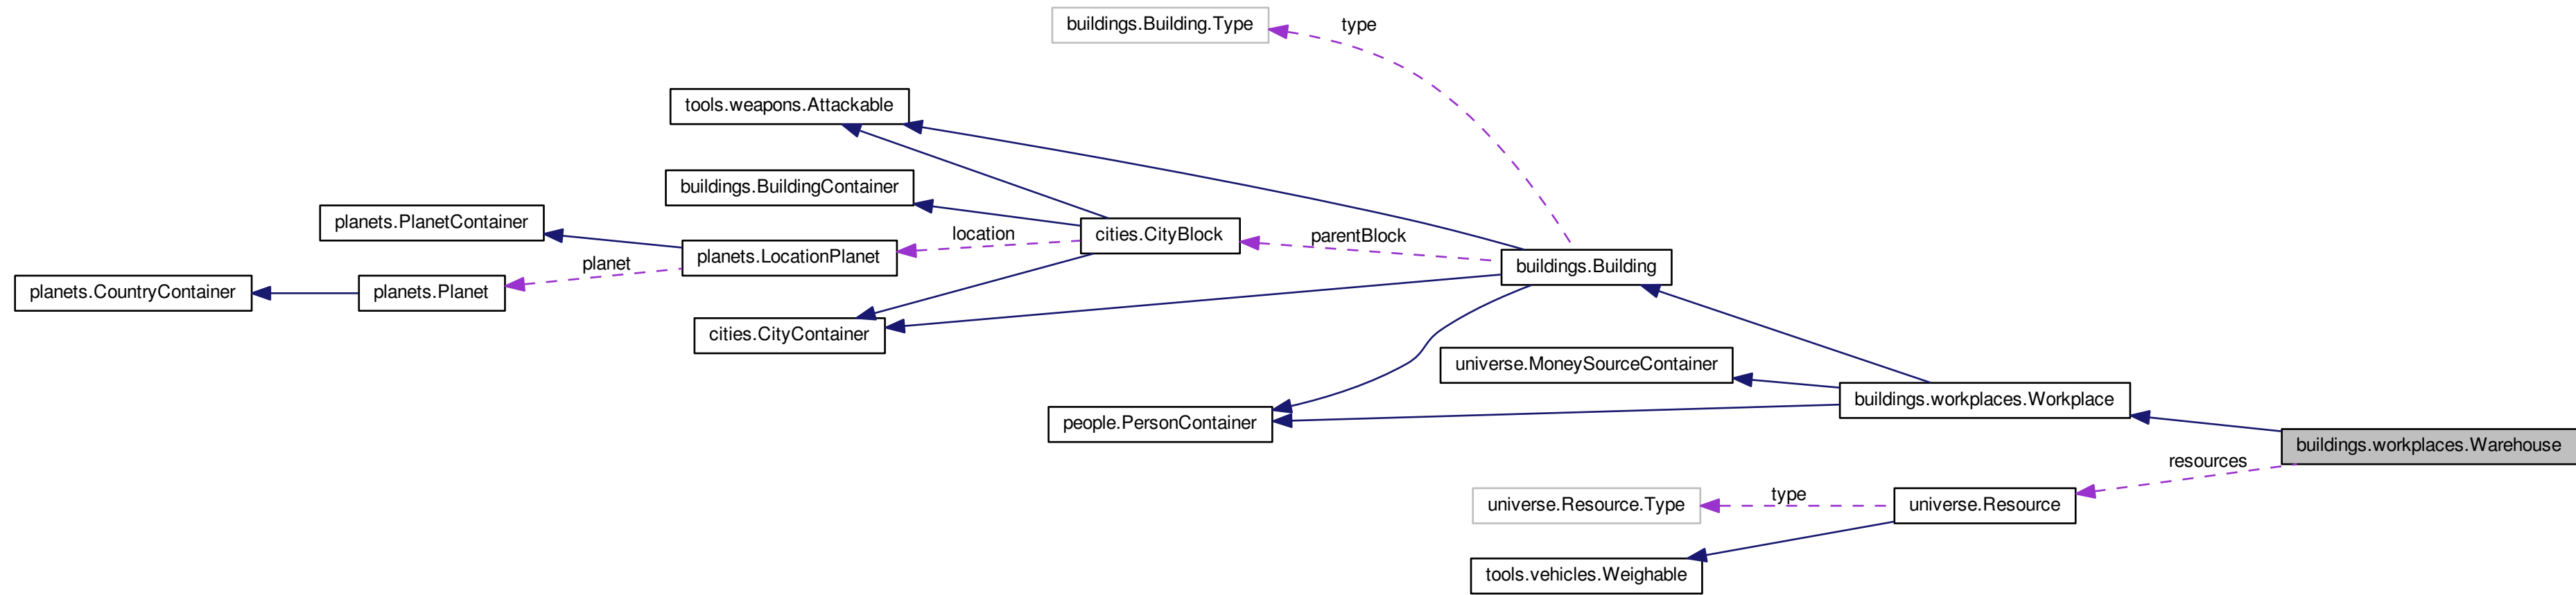 buildings.Building.Type
type
tools.weapons.Attackable
buildings.BuildingContainer
planets.PlanetContainer
cities.CityBlock
location
parentBlock
planets.LocationPlanet
planet
buildings.Building
planets.CountryContainer
planets.Planet
cities.CityContainer
universe.MoneySourceContainer
buildings.workplaces.Workplace
people.PersonContainer
buildings.workplaces.Warehouse
resources
universe.Resource.Type
type
universe.Resource
tools.vehicles.Weighable